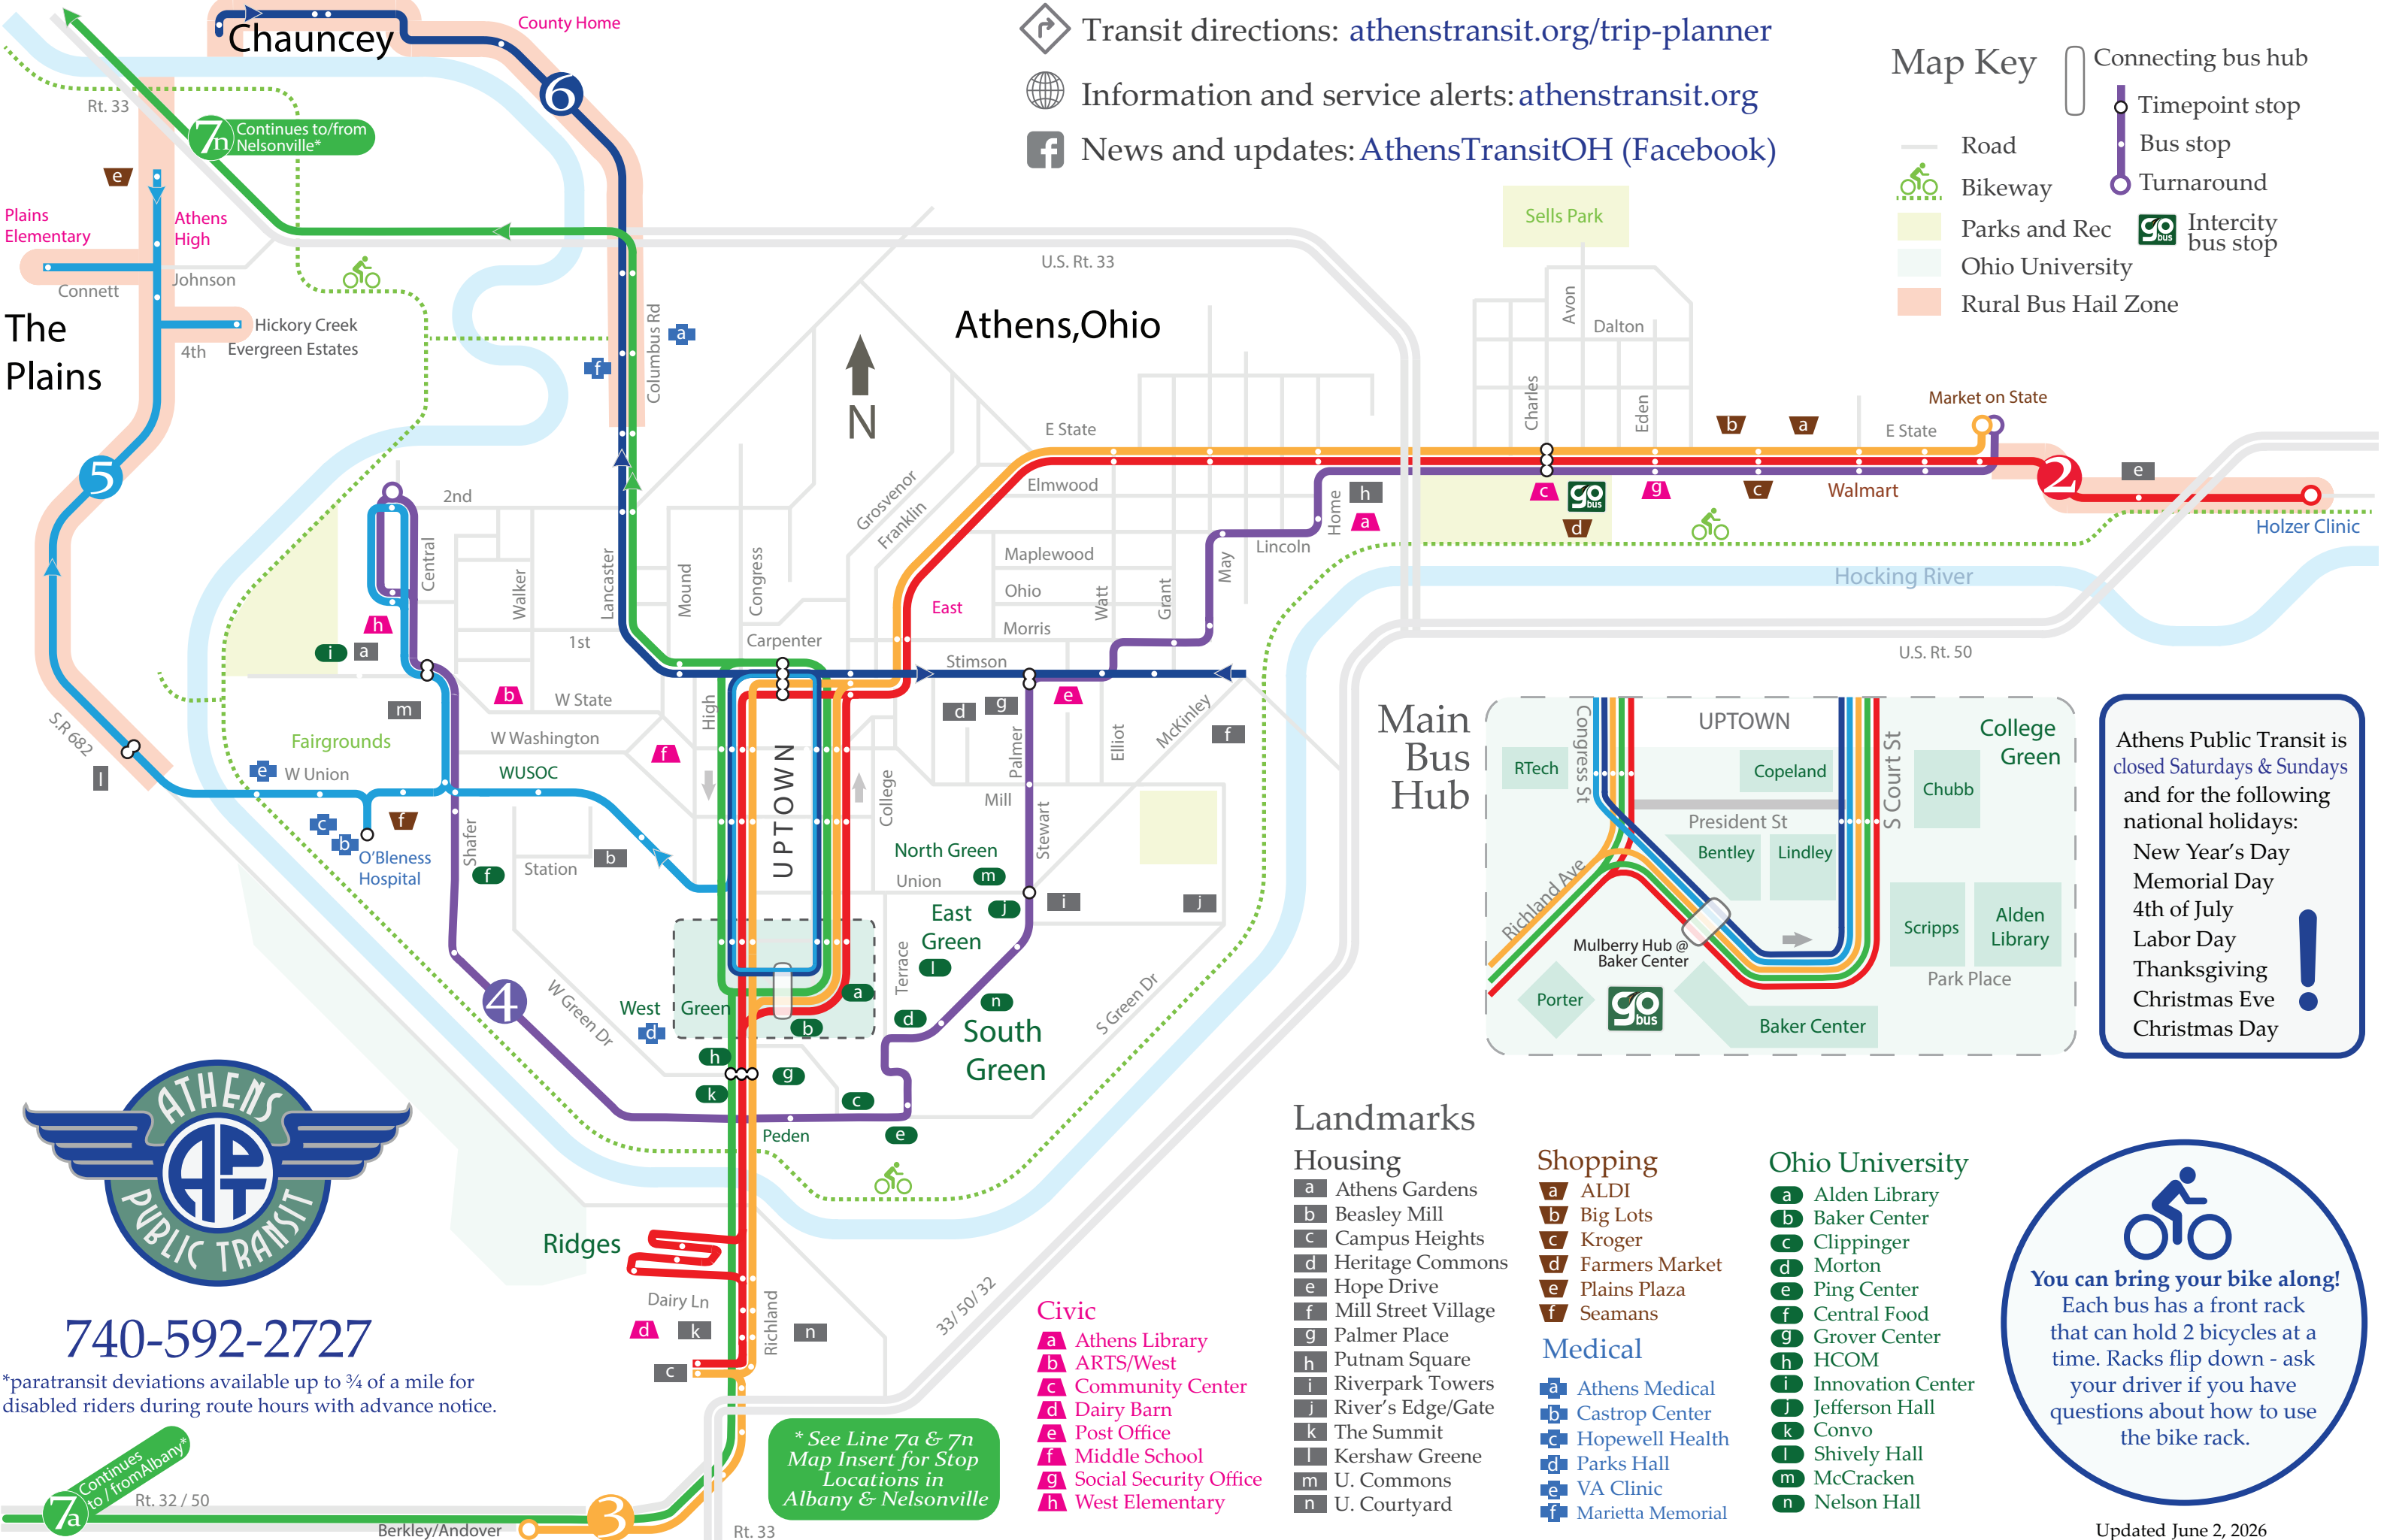 Chauncey
County Home
6
Rt. 33
7n
Continues to/from
Nelsonville*
e
Plains
Elementary
Athens
High
Connett
Johnson
The
Plains
Hickory Creek
Evergreen Estates
4th
5
Transit directions: athenstransit.org/trip-planner
Information and service alerts: athenstransit.org
News and updates: AthensTransitOH (Facebook)
Map Key
Connecting bus hub
Timepoint stop
Bus stop
Turnaround
Road
Bikeway
Parks and Rec
Ohio University
Rural Bus Hail Zone
go
bus
Intercity
bus stop
U.S. Rt. 33
Athens,Ohio
N
Columbus Rd
a
f
Sells Park
Avon
Dalton
Charles
Eden
b
a
Market on State
E State
E State
2
e
Holzer Clinic
Walmart
c
go
bus
d
g
c
h
a
Home
Elmwood
Grosvenor
Franklin
Maplewood
Lincoln
May
Ohio
Watt
Grant
Morris
East
Hocking River
U.S. Rt. 50
2nd
Central
Walker
Lancaster
Mound
Congress
1st
Carpenter
Stimson
h
i
a
b
m
W State
High
W Washington
f
Fairgrounds
e
W Union
WUSOC
c
b
f
O'Bleness
Hospital
Shafer
f
Station
b
S.R 682
l
UPTOWN
College
d
g
e
Palmer
Elliot
McKinley
f
Mill
Stewart
North Green
Union
m
j
i
j
East
Green
l
Terrace
n
d
South
Green
S Green Dr
4
W Green Dr
West
Green
d
a
b
h
g
k
c
e
Peden
Main
Bus
Hub
UPTOWN
College
Green
Congress St
RTech
Copeland
S Court St
Chubb
President St
Bentley
Lindley
Richland Ave
Mulberry Hub @
Baker Center
Scripps
Alden
Library
Park Place
Porter
go
bus
Baker Center
Athens Public Transit is
closed Saturdays & Sundays
and for the following
national holidays:
New Year's Day
Memorial Day
4th of July
Labor Day
Thanksgiving
Christmas Eve
Christmas Day
!
ATHENS
APT
PUBLIC TRANSIT
740-592-2727
*paratransit deviations available up to ¾ of a mile for
disabled riders during route hours with advance notice.
Ridges
Dairy Ln
d
k
n
c
Richland
33/ 50/ 32
7a
Continues
to / fromAlbany*
Rt. 32 / 50
Berkley/Andover
3
Rt. 33
* See Line 7a & 7n
Map Insert for Stop
Locations in
Albany & Nelsonville
Landmarks
Civic
a Athens Library
b ARTS/West
c Community Center
d Dairy Barn
e Post Office
f Middle School
g Social Security Office
h West Elementary
Housing
a Athens Gardens
b Beasley Mill
c Campus Heights
d Heritage Commons
e Hope Drive
f Mill Street Village
g Palmer Place
h Putnam Square
i Riverpark Towers
j River's Edge/Gate
k The Summit
l Kershaw Greene
m U. Commons
n U. Courtyard
Shopping
a ALDI
b Big Lots
c Kroger
d Farmers Market
e Plains Plaza
f Seamans
Medical
a Athens Medical
b Castrop Center
c Hopewell Health
d Parks Hall
e VA Clinic
f Marietta Memorial
Ohio University
a Alden Library
b Baker Center
c Clippinger
d Morton
e Ping Center
f Central Food
g Grover Center
h HCOM
i Innovation Center
j Jefferson Hall
k Convo
l Shively Hall
m McCracken
n Nelson Hall
You can bring your bike along!
Each bus has a front rack
that can hold 2 bicycles at a
time. Racks flip down - ask
your driver if you have
questions about how to use
the bike rack.
Updated June 2, 2026